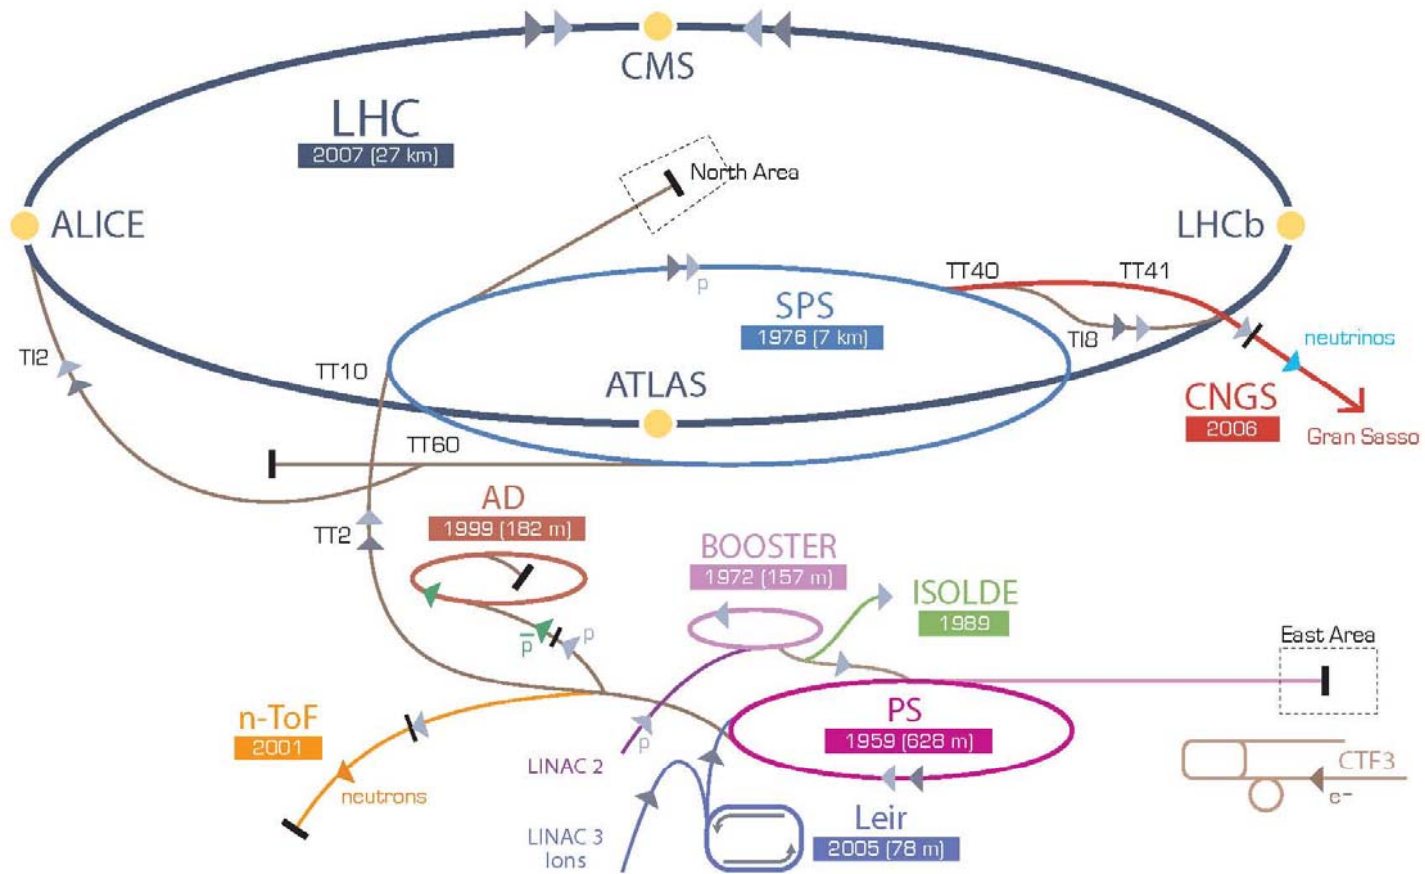 CMS
LHC
2007 (27 km)
North Area
ALICE
LHCb
TT40
TT41
p
SPS
1976 (7 km)
TI8
neutrinos
TI2
TT10
ATLAS
CNGS
2006
Gran Sasso
TT60
AD
1999 (182 m)
TT2
BOOSTER
1972 (157 m)
ISOLDE
1989
p̅
p
East Area
n-ToF
2001
PS
1959 (628 m)
p
LINAC 2
neutrons
CTF3
e−
Leir
2005 (78 m)
LINAC 3
Ions